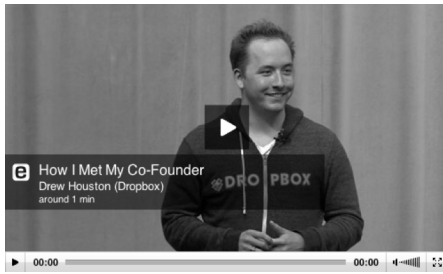 DROPBOX
e
How I Met My Co-Founder
Drew Houston (Dropbox)
around 1 min
00:00
00:00